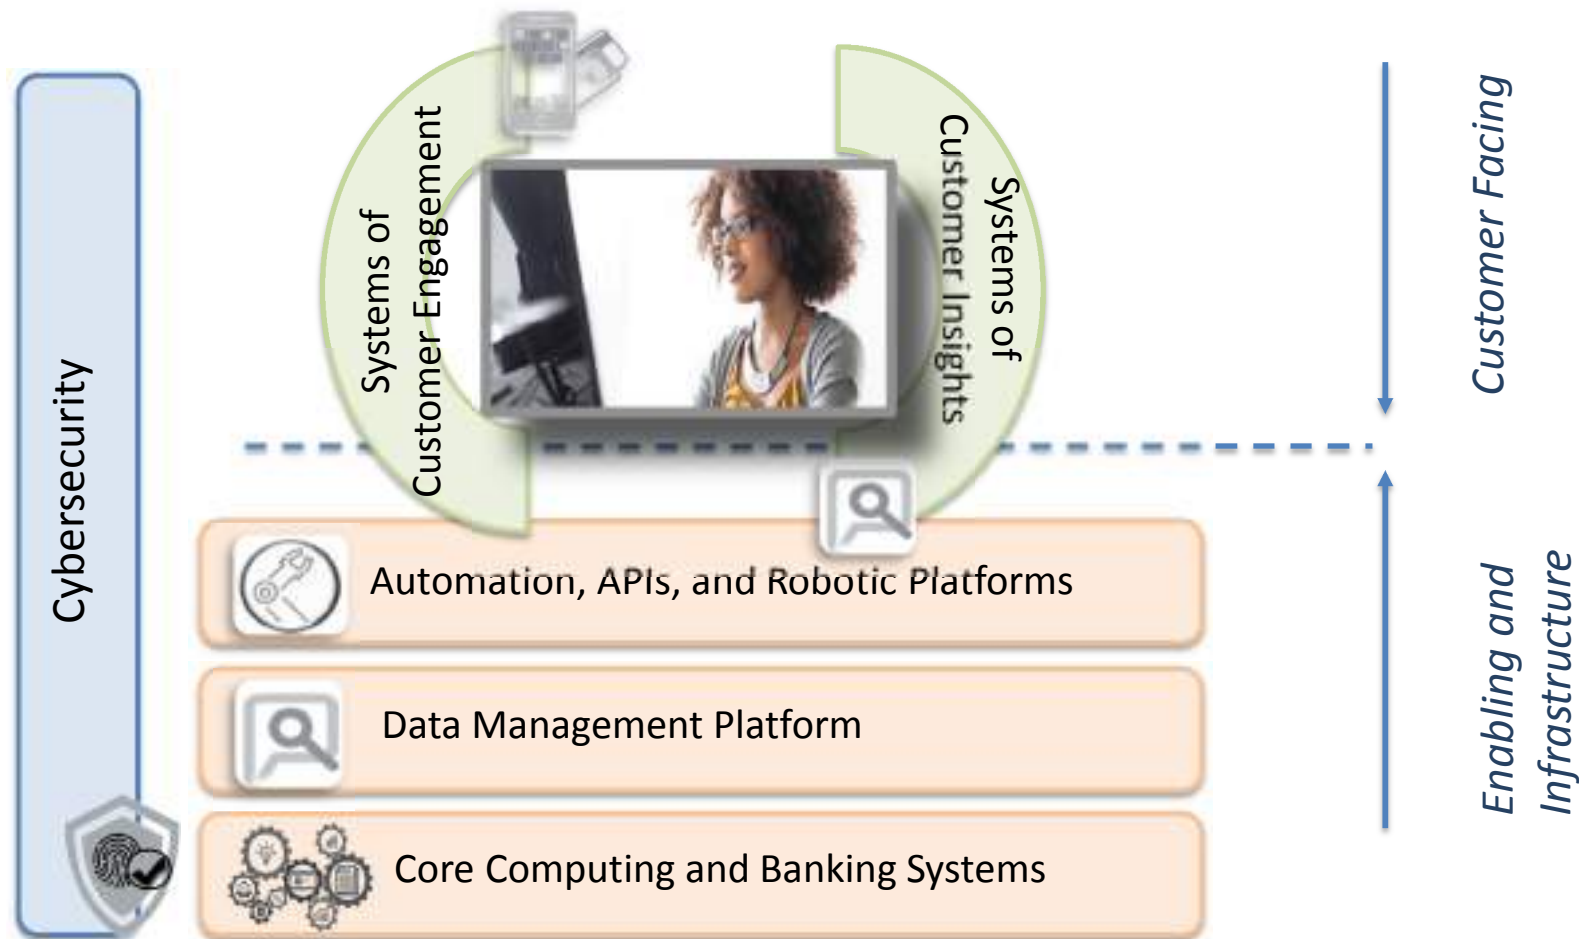 Cybersecurity
Systems of
Customer Engagement
Systems of
Customer Insights
Customer Facing
Automation, APIs, and Robotic Platforms
Data Management Platform
Core Computing and Banking Systems
Enabling and
Infrastructure